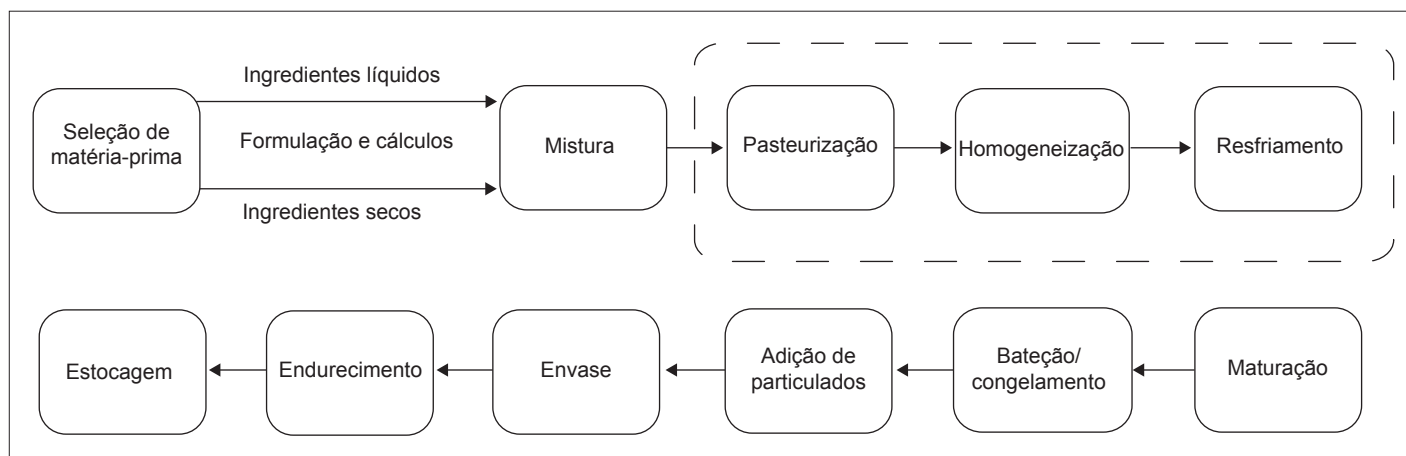 Ingredientes líquidos
Seleção de
matéria-prima
Formulação e cálculos
Ingredientes secos
Mistura
Pasteurização
Homogeneização
Resfriamento
Estocagem
Endurecimento
Envase
Adição de
particulados
Bateção/
congelamento
Maturação